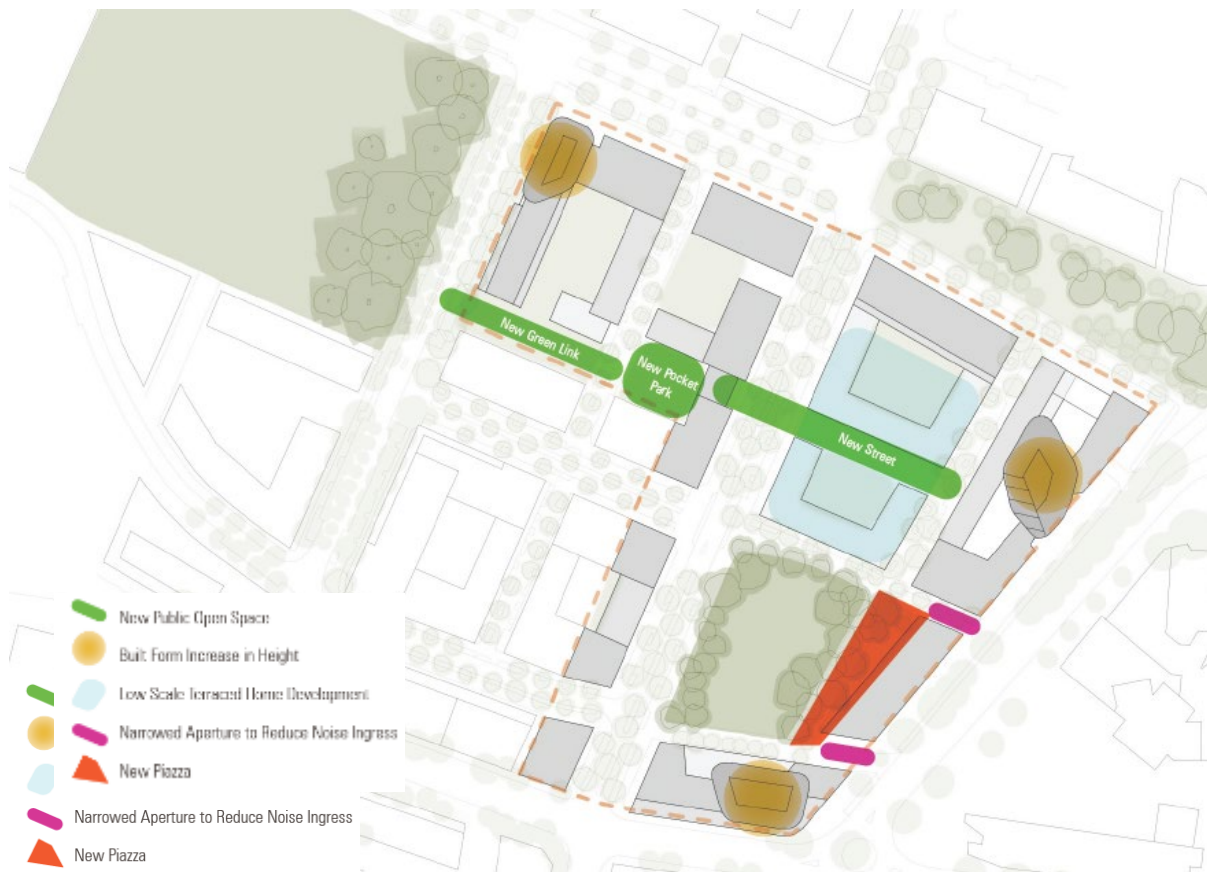 New Green Link
New Pocket
Park
New Street
New Public Open Space
Built Form Increase in Height
Low Scale Terraced Home Development
Narrowed Aperture to Reduce Noise Ingress
New Piazza
Narrowed Aperture to Reduce Noise Ingress
New Piazza